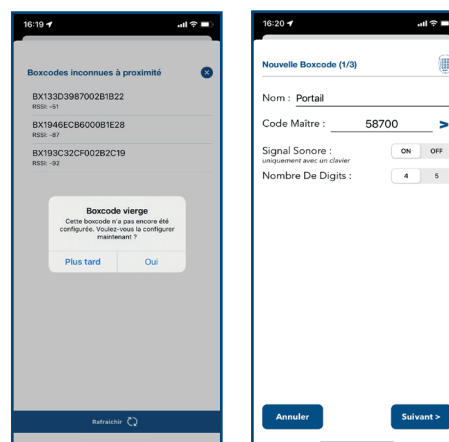 16:19
Boxcodes inconnues à proximité
BX133D3987002B1B22
RSSI: -51
BX1946ECB6000B1E28
RSSI: -87
BX193C32CF002B2C19
RSSI: -92
Boxcode vierge
Cette boxcode n'a pas encore été
configurée. Voulez-vous la configurer
maintenant ?
Plus tard Oui
Rafraichir
16:20
Nouvelle Boxcode (1/3)
Nom : Portail
Code Maître : 58700 >
Signal Sonore : ON OFF
uniquement avec un clavier
Nombre De Digits : 4 5
Annuler Suivant >